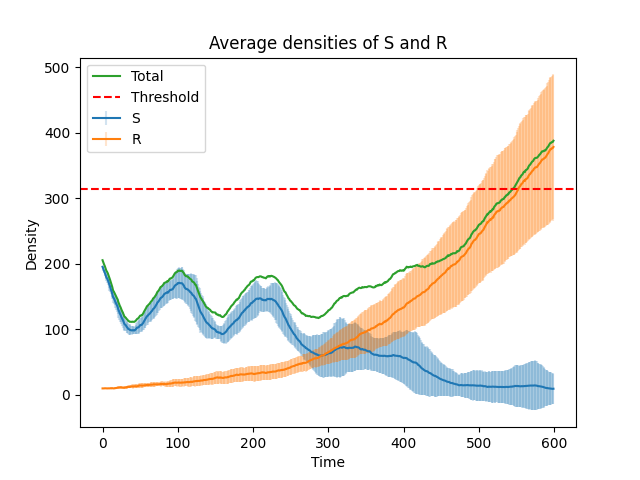 Average densities of S and R
Total
Threshold
S
R
500
400
300
200
100
0
Density
0 100 200 300 400 500 600
Time